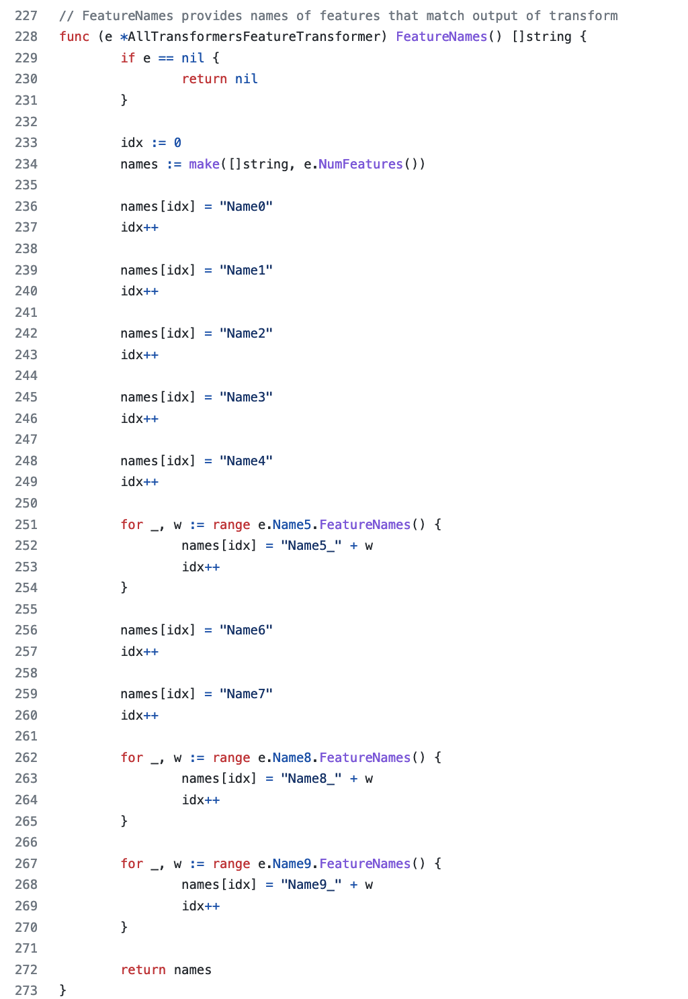 227 // FeatureNames provides names of features that match output of transform
228 func (e *AllTransformersFeatureTransformer) FeatureNames() []string {
229 if e == nil {
230 return nil
231 }
232
233 idx := 0
234 names := make([]string, e.NumFeatures())
235
236 names[idx] = "Name0"
237 idx++
238
239 names[idx] = "Name1"
240 idx++
241
242 names[idx] = "Name2"
243 idx++
244
245 names[idx] = "Name3"
246 idx++
247
248 names[idx] = "Name4"
249 idx++
250
251 for _, w := range e.Name5.FeatureNames() {
252 names[idx] = "Name5_" + w
253 idx++
254 }
255
256 names[idx] = "Name6"
257 idx++
258
259 names[idx] = "Name7"
260 idx++
261
262 for _, w := range e.Name8.FeatureNames() {
263 names[idx] = "Name8_" + w
264 idx++
265 }
266
267 for _, w := range e.Name9.FeatureNames() {
268 names[idx] = "Name9_" + w
269 idx++
270 }
271
272 return names
273 }